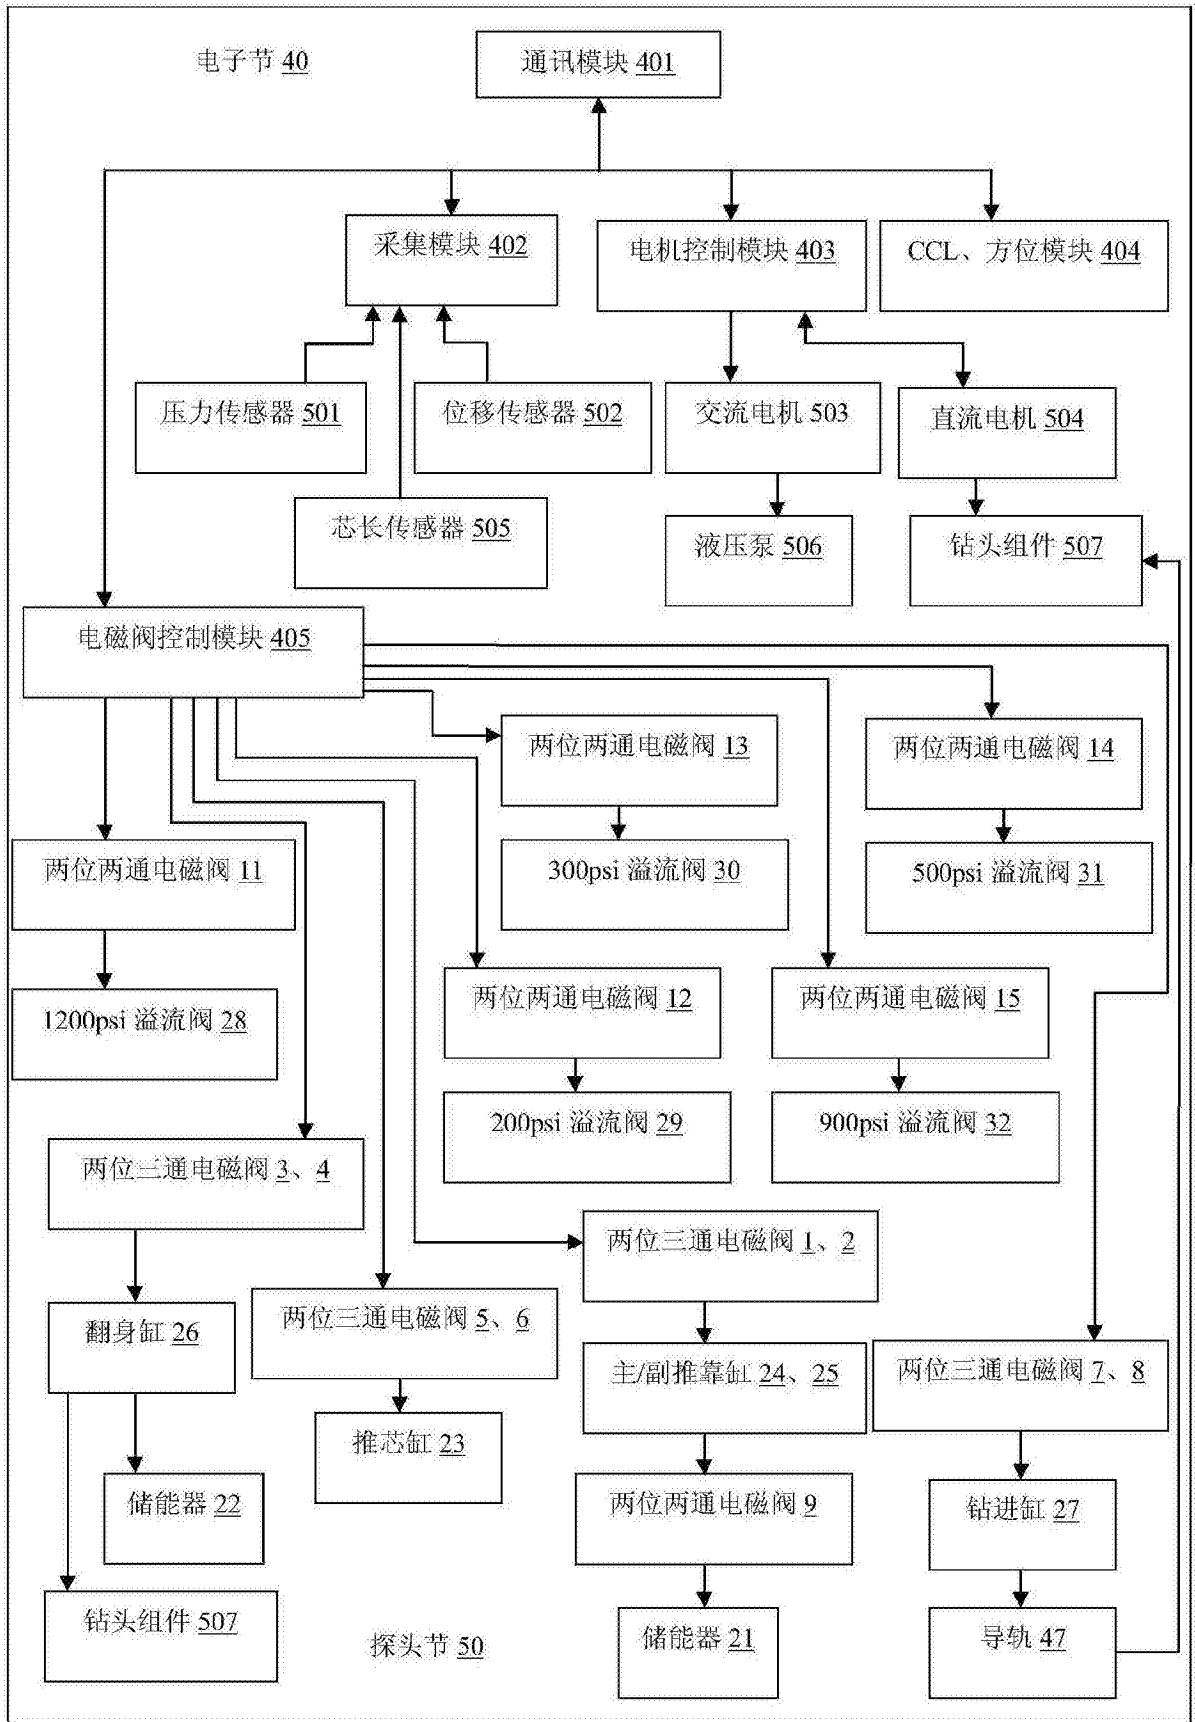 电子节 40
通讯模块 401
采集模块 402
电机控制模块 403
CCL、方位模块 404
压力传感器 501
位移传感器 502
交流电机 503
直流电机 504
芯长传感器 505
液压泵 506
钻头组件 507
电磁阀控制模块 405
两位两通电磁阀 13
两位两通电磁阀 14
两位两通电磁阀 11
300psi 溢流阀 30
500psi 溢流阀 31
两位两通电磁阀 12
两位两通电磁阀 15
1200psi 溢流阀 28
200psi 溢流阀 29
900psi 溢流阀 32
两位三通电磁阀 3、4
两位三通电磁阀 1、2
两位三通电磁阀 5、6
翻身缸 26
主/副推靠缸 24、25
两位三通电磁阀 7、8
推芯缸 23
储能器 22
两位两通电磁阀 9
钻进缸 27
钻头组件 507
探头节 50
储能器 21
导轨 47